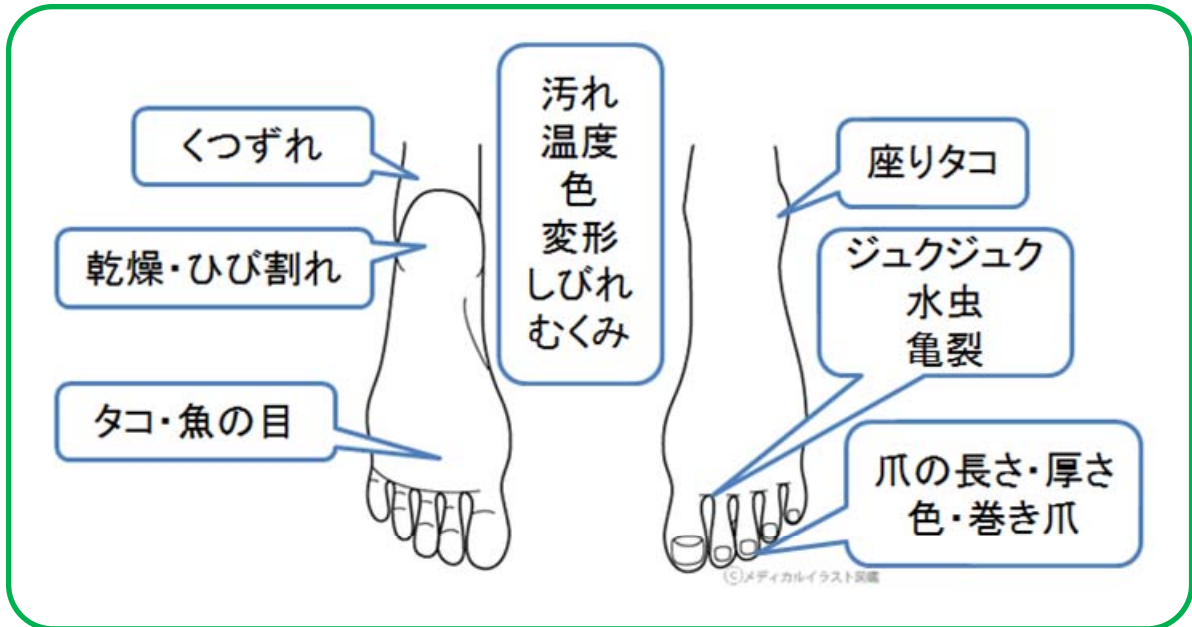 くつずれ
乾燥・ひび割れ
タコ・魚の目
汚れ
温度
色
変形
しびれ
むくみ
座りタコ
ジュクジュク
水虫
亀裂
爪の長さ・厚さ
色・巻き爪
©メディカルイラスト図鑑